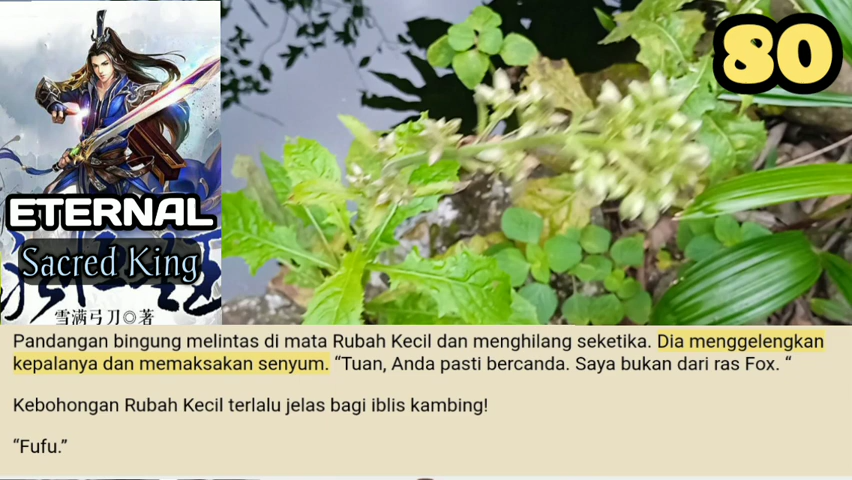 80
ETERNAL
Sacred King
雪满弓刀◎著
Pandangan bingung melintas di mata Rubah Kecil dan menghilang seketika. Dia menggelengkan
kepalanya dan memaksakan senyum. “Tuan, Anda pasti bercanda. Saya bukan dari ras Fox. “
Kebohongan Rubah Kecil terlalu jelas bagi iblis kambing!
“Fufu.”